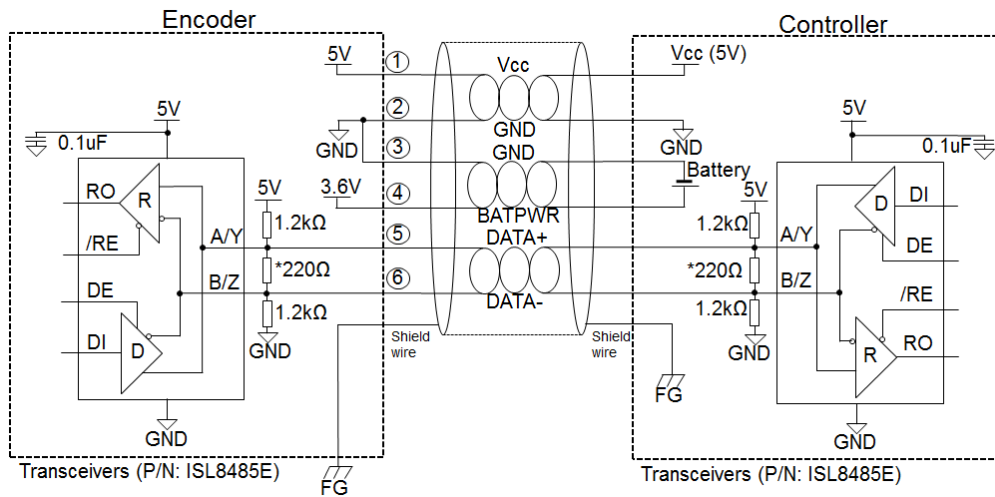 Encoder
Controller
5V
①
Vcc
Vcc (5V)
5V
②
GND
5V
0.1uF
GND
③
GND
GND
0.1uF
RO
R
5V
3.6V
④
Battery
5V
D
DI
1.2kΩ
BATPWR
1.2kΩ
/RE
A/Y
⑤
DATA+
A/Y
DE
*220Ω
*220Ω
DE
B/Z
⑥
B/Z
1.2kΩ
DATA-
1.2kΩ
/RE
DI
D
GND
Shield
wire
Shield
wire
GND
R
RO
GND
FG
GND
Transceivers (P/N: ISL8485E)
FG
Transceivers (P/N: ISL8485E)